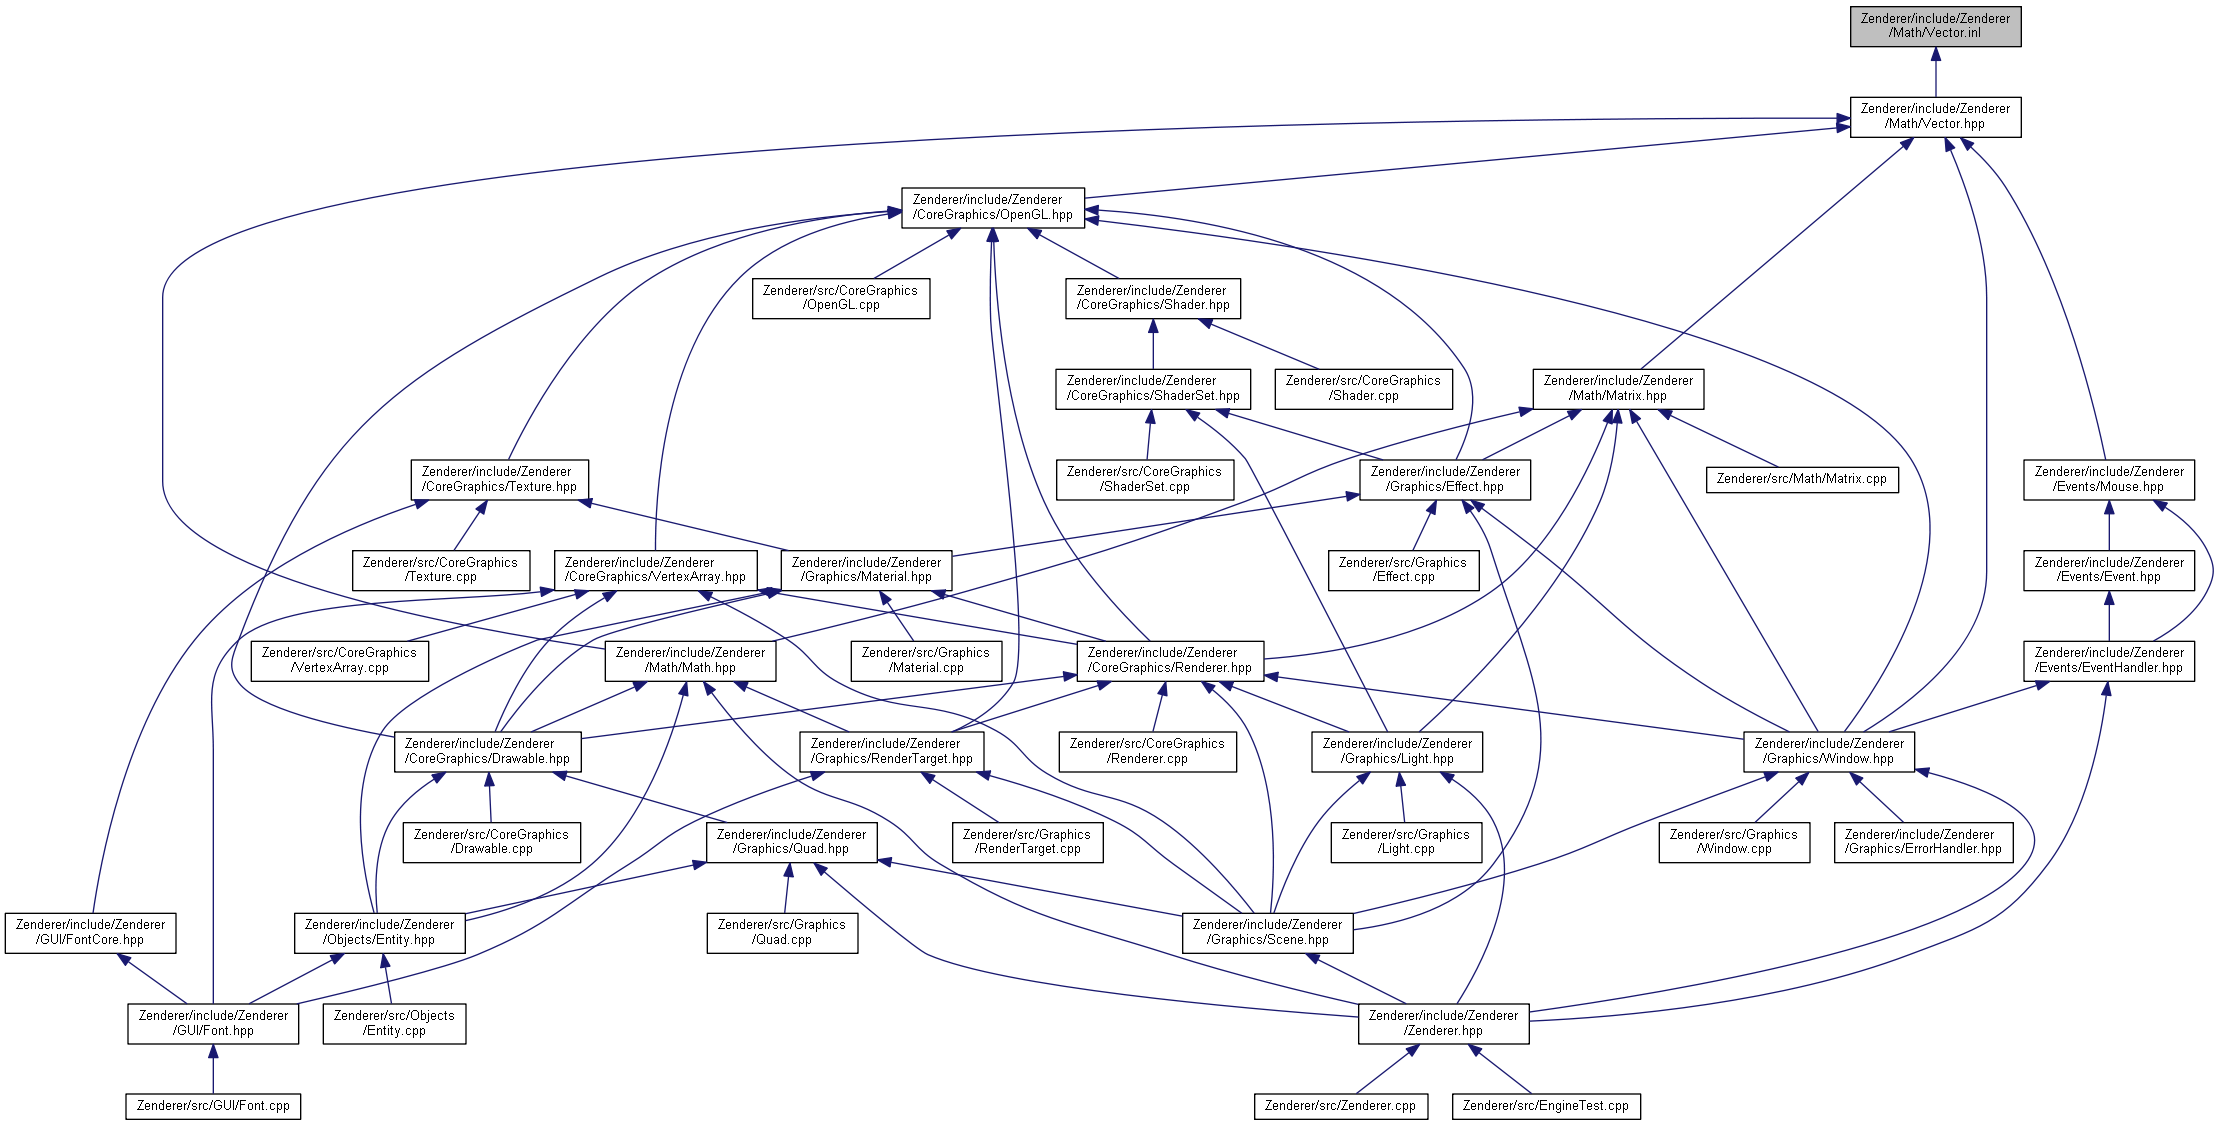 Zenderer/include/Zenderer
/Math/Vector.inl
Zenderer/include/Zenderer
/Math/Vector.hpp
Zenderer/include/Zenderer
/CoreGraphics/OpenGL.hpp
Zenderer/src/CoreGraphics
/OpenGL.cpp
Zenderer/include/Zenderer
/CoreGraphics/Shader.hpp
Zenderer/include/Zenderer
/CoreGraphics/ShaderSet.hpp
Zenderer/src/CoreGraphics
/Shader.cpp
Zenderer/include/Zenderer
/Math/Matrix.hpp
Zenderer/include/Zenderer
/CoreGraphics/Texture.hpp
Zenderer/src/CoreGraphics
/ShaderSet.cpp
Zenderer/include/Zenderer
/Graphics/Effect.hpp
Zenderer/src/Math/Matrix.cpp
Zenderer/include/Zenderer
/Events/Mouse.hpp
Zenderer/src/CoreGraphics
/Texture.cpp
Zenderer/include/Zenderer
/CoreGraphics/VertexArray.hpp
Zenderer/include/Zenderer
/Graphics/Material.hpp
Zenderer/src/Graphics
/Effect.cpp
Zenderer/include/Zenderer
/Events/Event.hpp
Zenderer/src/CoreGraphics
/VertexArray.cpp
Zenderer/include/Zenderer
/Math/Math.hpp
Zenderer/src/Graphics
/Material.cpp
Zenderer/include/Zenderer
/CoreGraphics/Renderer.hpp
Zenderer/include/Zenderer
/Events/EventHandler.hpp
Zenderer/include/Zenderer
/CoreGraphics/Drawable.hpp
Zenderer/include/Zenderer
/Graphics/RenderTarget.hpp
Zenderer/src/CoreGraphics
/Renderer.cpp
Zenderer/include/Zenderer
/Graphics/Light.hpp
Zenderer/include/Zenderer
/Graphics/Window.hpp
Zenderer/src/CoreGraphics
/Drawable.cpp
Zenderer/include/Zenderer
/Graphics/Quad.hpp
Zenderer/src/Graphics
/RenderTarget.cpp
Zenderer/src/Graphics
/Light.cpp
Zenderer/src/Graphics
/Window.cpp
Zenderer/include/Zenderer
/Graphics/ErrorHandler.hpp
Zenderer/include/Zenderer
/GUI/FontCore.hpp
Zenderer/include/Zenderer
/Objects/Entity.hpp
Zenderer/src/Graphics
/Quad.cpp
Zenderer/include/Zenderer
/Graphics/Scene.hpp
Zenderer/include/Zenderer
/GUI/Font.hpp
Zenderer/src/Objects
/Entity.cpp
Zenderer/include/Zenderer
/Zenderer.hpp
Zenderer/src/GUI/Font.cpp
Zenderer/src/Zenderer.cpp
Zenderer/src/EngineTest.cpp